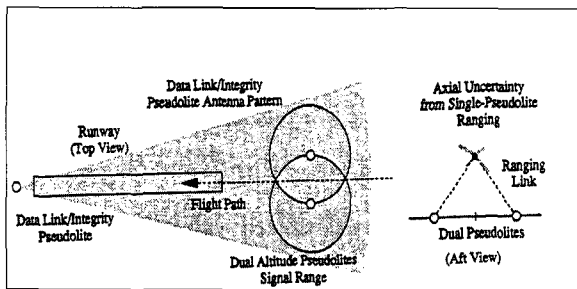 Data Link/Integrity
Pseudolite Antenna Pattern
Runway
(Top View)
Flight Path
Data Link/Integrity
Pseudolite
Dual Altitude Pseudolites
Signal Range
Axial Uncertainty
from Single-Pseudolite
Ranging
Ranging
Link
Dual Pseudolites
(Aft View)